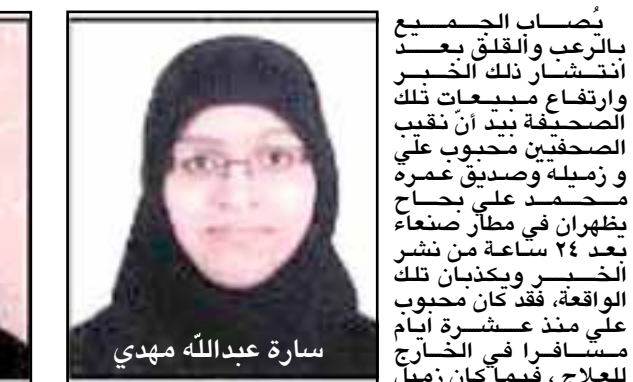 يُصاب الجميع
بالرعب والقلق بعد
انتشار ذلك الخبر
وارتفاع مبيعات تلك
الصحيفة بيد أنّ نقيب
الصحفيين محبوب علي
و زميله وصديق عمره
محمد علي بحاح
يظهران في مطار صنعاء
بعد ٢٤ ساعة من نشر
الخبر ويكذبان تلك
الواقعة، فقد كان محبوب
علي منذ عشرة ايام
مسافرا في الخارج
للعلاج ، فيما كان زميل
سارة عبداللّه مهدي